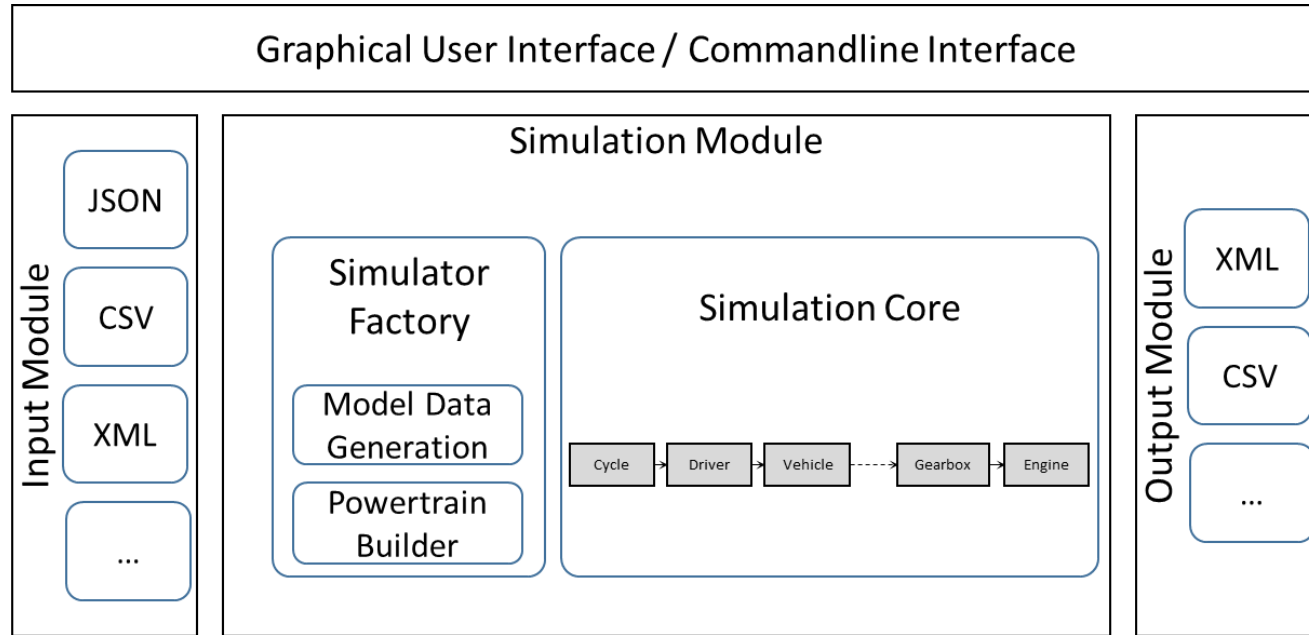 Graphical User Interface / Commandline Interface
Input Module
JSON
CSV
XML
...
Simulation Module
Simulator
Factory
Model Data
Generation
Powertrain
Builder
Simulation Core
Cycle
Driver
Vehicle
Gearbox
Engine
Output Module
XML
CSV
...